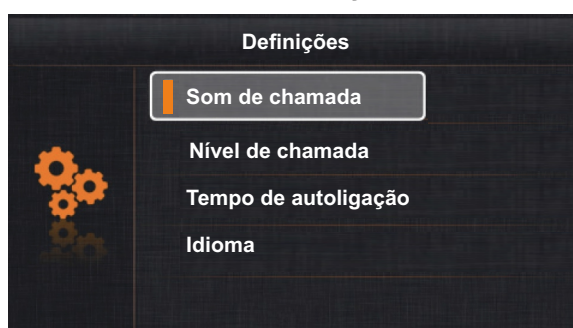 Definições
Som de chamada
Nível de chamada
Tempo de autoligação
Idioma